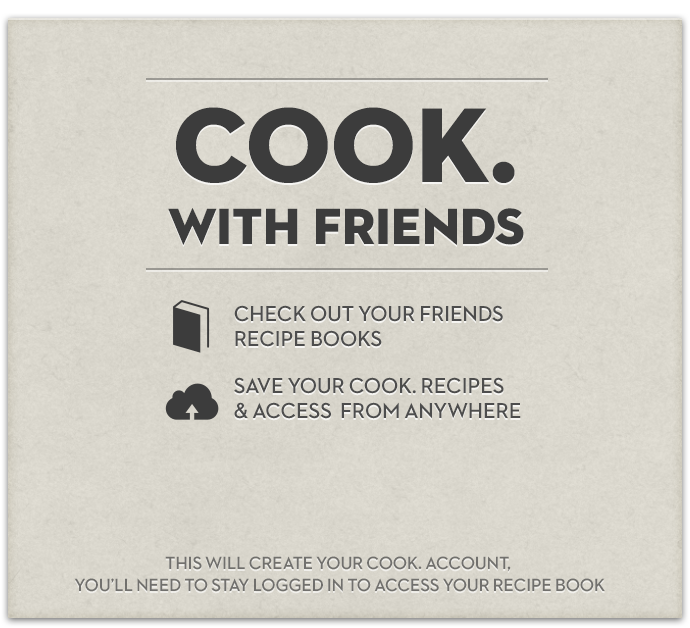 COOK.
WITH FRIENDS
CHECK OUT YOUR FRIENDS
RECIPE BOOKS
SAVE YOUR COOK. RECIPES
& ACCESS FROM ANYWHERE
THIS WILL CREATE YOUR COOK. ACCOUNT,
YOU'LL NEED TO STAY LOGGED IN TO ACCESS YOUR RECIPE BOOK